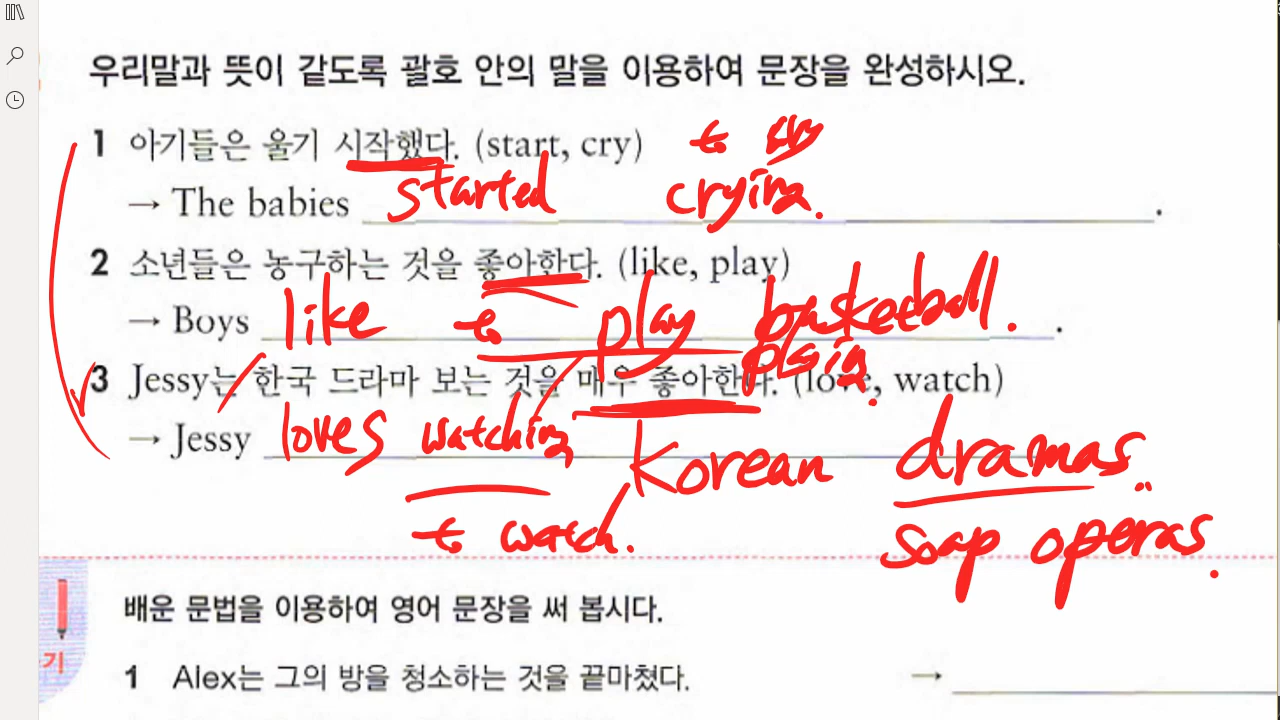 우리말과 뜻이 같도록 괄호 안의 말을 이용하여 문장을 완성하시오.
1 아기들은 울기 시작했다. (start, cry) to cry
→ The babies started crying.
2 소년들은 농구하는 것을 좋아한다. (like, play)
→ Boys like to play basketball.
3 Jessy는 한국 드라마 보는 것을 매우 좋아한다. (love, watch)
→ Jessy loves watching Korean dramas.
to watch. soap operas.
배운 문법을 이용하여 영어 문장을 써 봅시다.
기
1 Alex는 그의 방을 청소하는 것을 끝마쳤다. →